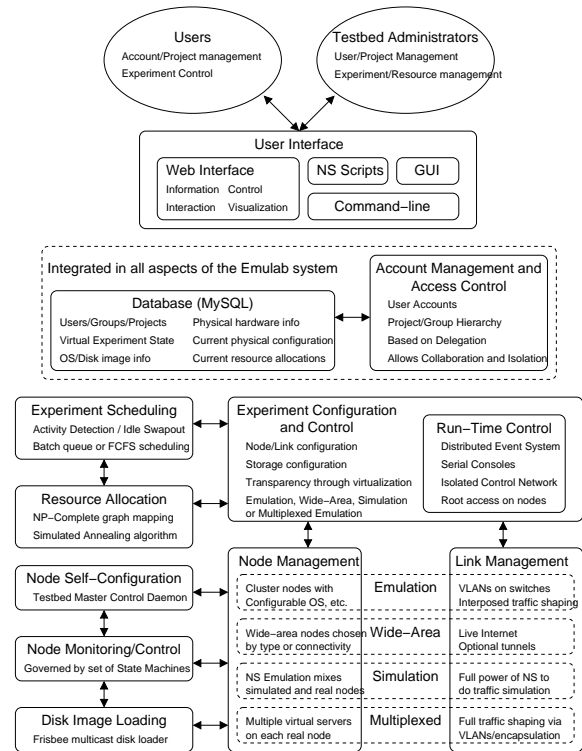 Users
Account/Project management
Experiment Control
Testbed Administrators
User/Project Management
Experiment/Resource management
User Interface
Web Interface
Information Control
Interaction Visualization
NS Scripts
GUI
Command−line
Integrated in all aspects of the Emulab system
Database (MySQL)
Users/Groups/Projects Physical hardware info
Virtual Experiment State Current physical configuration
OS/Disk image info Current resource allocations
Account Management and
Access Control
User Accounts
Project/Group Hierarchy
Based on Delegation
Allows Collaboration and Isolation
Experiment Scheduling
Activity Detection / Idle Swapout
Batch queue or FCFS scheduling
Resource Allocation
NP−Complete graph mapping
Simulated Annealing algorithm
Experiment Configuration
and Control
Node/Link configuration
Storage configuration
Transparency through virtualization
Emulation, Wide−Area, Simulation
or Multiplexed Emulation
Run−Time Control
Distributed Event System
Serial Consoles
Isolated Control Network
Root access on nodes
Node Self−Configuration
Testbed Master Control Daemon
Node Monitoring/Control
Governed by set of State Machines
Disk Image Loading
Frisbee multicast disk loader
Node Management
Link Management
Cluster nodes with
Configurable OS, etc.
Emulation
VLANs on switches
Interposed traffic shaping
Wide−area nodes chosen
by type or connectivity
Wide−Area
Live Internet
Optional tunnels
NS Emulation mixes
simulated and real nodes
Simulation
Full power of NS to
do traffic simulation
Multiple virtual servers
on each real node
Multiplexed
Full traffic shaping via
VLANs/encapsulation